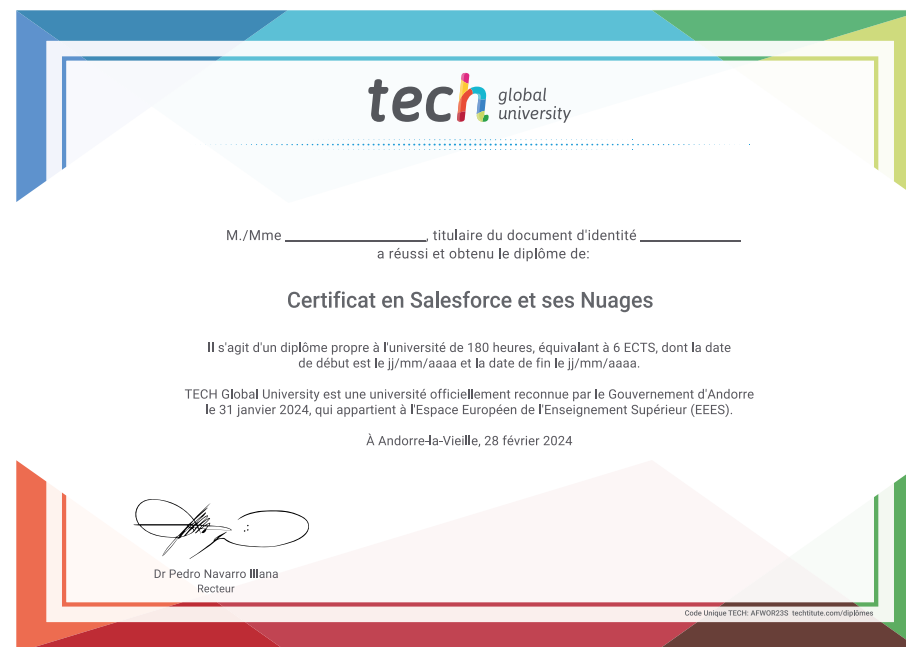 tech global university
M./Mme ____________________, titulaire du document d'identité ______________
a réussi et obtenu le diplôme de:
Certificat en Salesforce et ses Nuages
Il s'agit d'un diplôme propre à l'université de 180 heures, équivalant à 6 ECTS, dont la date
de début est le jj/mm/aaaa et la date de fin le jj/mm/aaaa.
TECH Global University est une université officiellement reconnue par le Gouvernement d'Andorre
le 31 janvier 2024, qui appartient à l'Espace Européen de l'Enseignement Supérieur (EEES).
À Andorre-la-Vieille, 28 février 2024
Dr Pedro Navarro Illana
Recteur
Code Unique TECH: AFWOR23S techtitute.com/diplômes